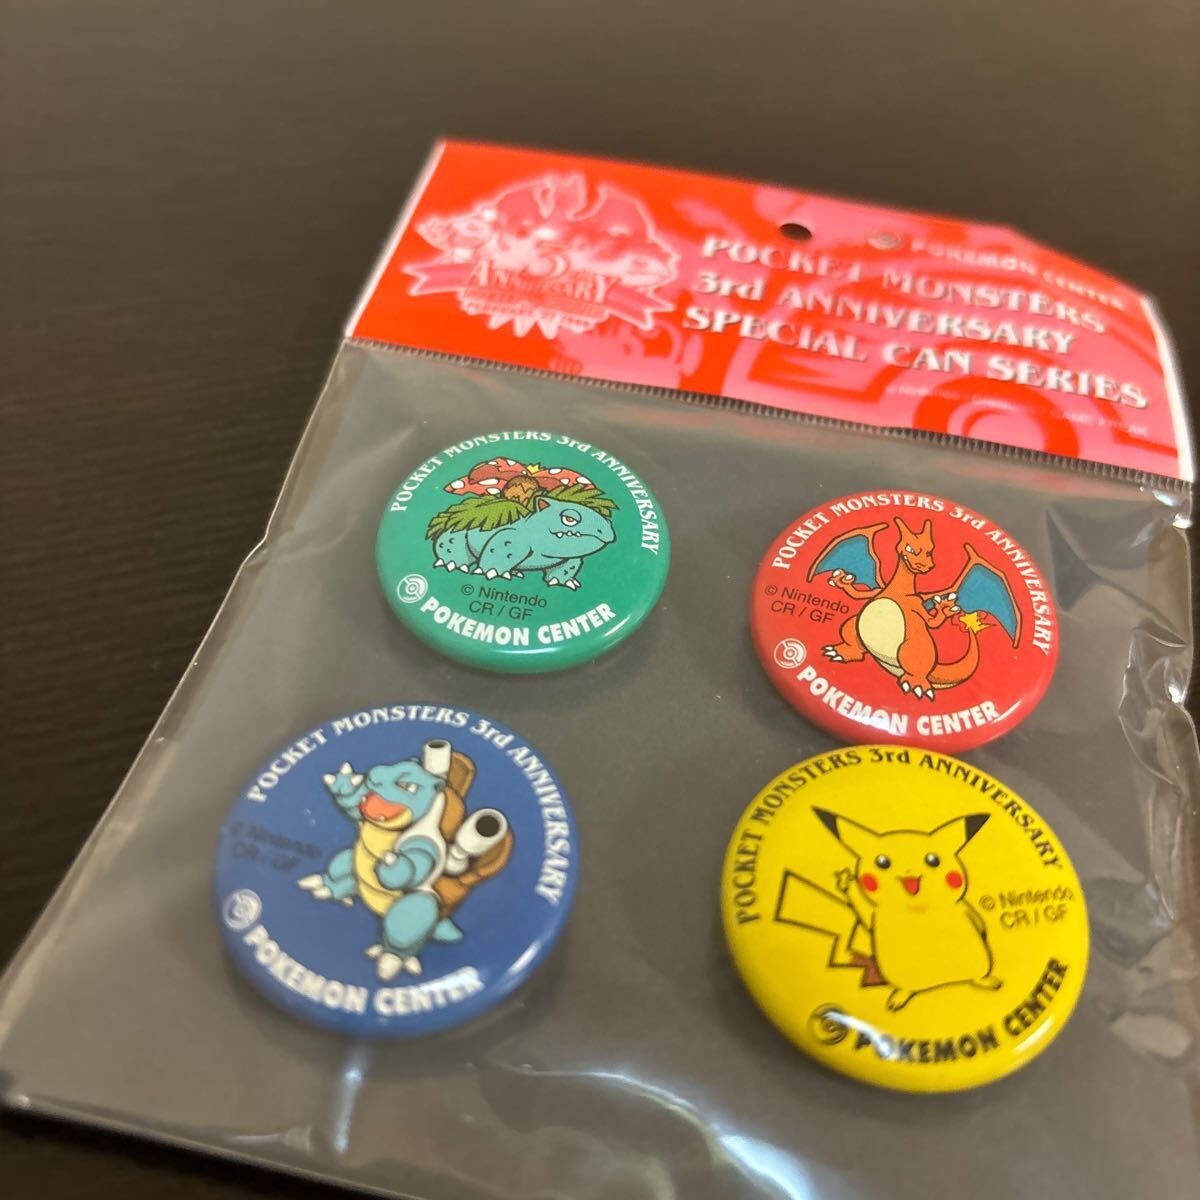 POKEMON CENTER
POCKET MONSTERS
3rd ANNIVERSARY
SPECIAL CAN SERIES
3
ANNIVERSARY
POCKET MONSTERS 3rd ANNIVERSARY
© Nintendo
CR / GF
POKEMON CENTER
POCKET MONSTERS 3rd ANNIVERSARY
© Nintendo
CR / GF
POKEMON CENTER
POCKET MONSTERS 3rd ANNIVERSARY
© Nintendo
CR / GF
POKEMON CENTER
POCKET MONSTERS 3rd ANNIVERSARY
© Nintendo
CR / GF
POKEMON CENTER